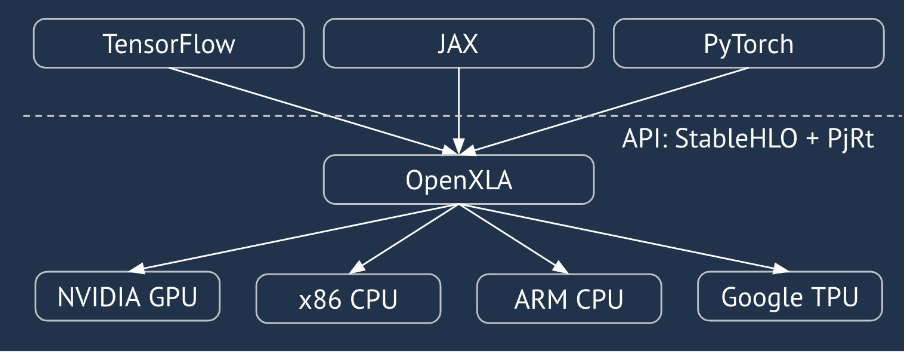 TensorFlow
JAX
PyTorch
API: StableHLO + PjRt
OpenXLA
NVIDIA GPU
x86 CPU
ARM CPU
Google TPU